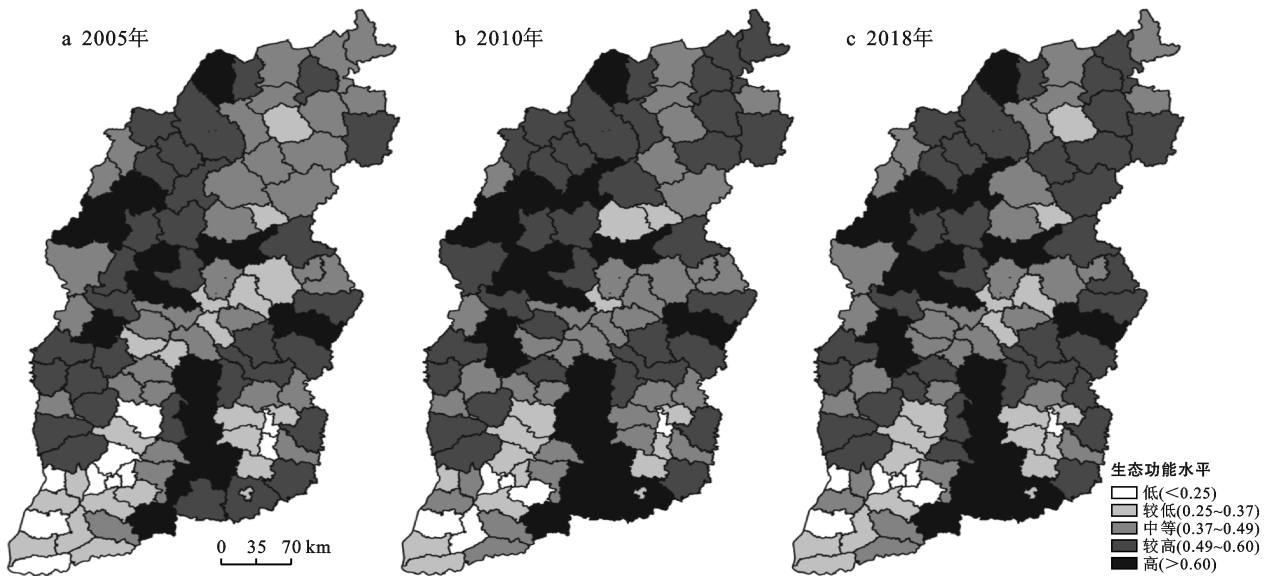 a 2005年
b 2010年
c 2018年
生态功能水平
低(<0.25)
较低(0.25~0.37)
中等(0.37~0.49)
较高(0.49~0.60)
高(>0.60)
0 35 70 km